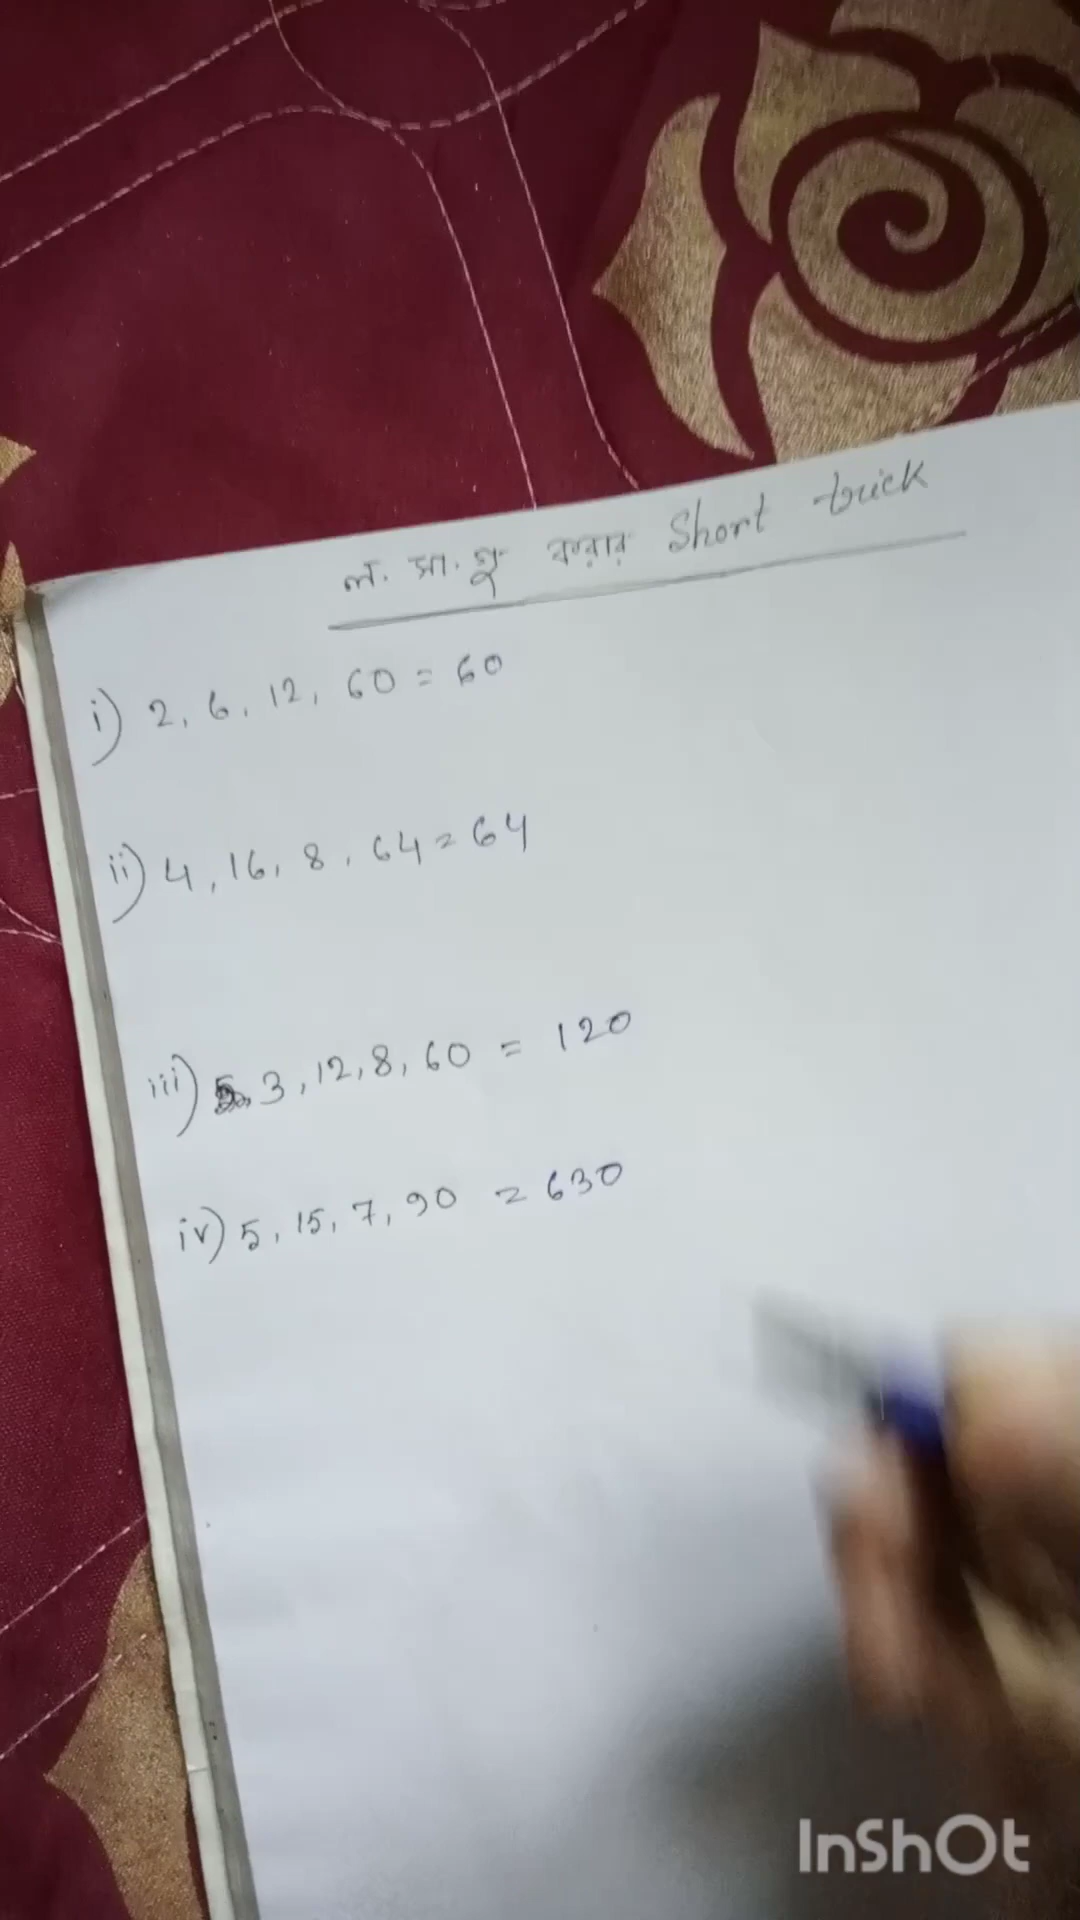 ল. সা. গু করার Short trick
i) 2, 6, 12, 60 = 60
ii) 4, 16, 8, 64 = 64
iii) 3, 12, 8, 60 = 120
iv) 5, 15, 7, 90 = 630
InShOt